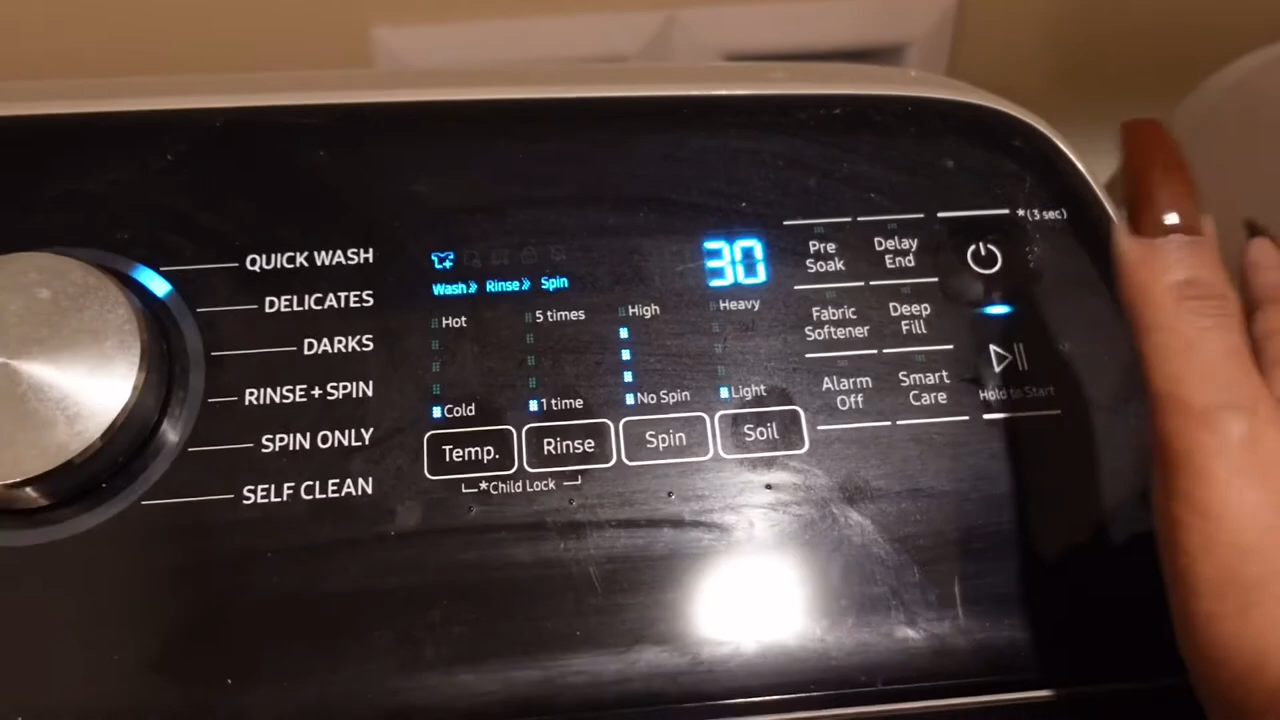 QUICK WASH
DELICATES
DARKS
RINSE + SPIN
SPIN ONLY
SELF CLEAN
Wash» Rinse» Spin
30
Hot
Cold
5 times
1 time
High
No Spin
Heavy
Light
Temp.
Rinse
Spin
Soil
*Child Lock
Pre
Soak
Delay
End
Fabric
Softener
Deep
Fill
Alarm
Off
Smart
Care
*(3 sec)
Hold to Start